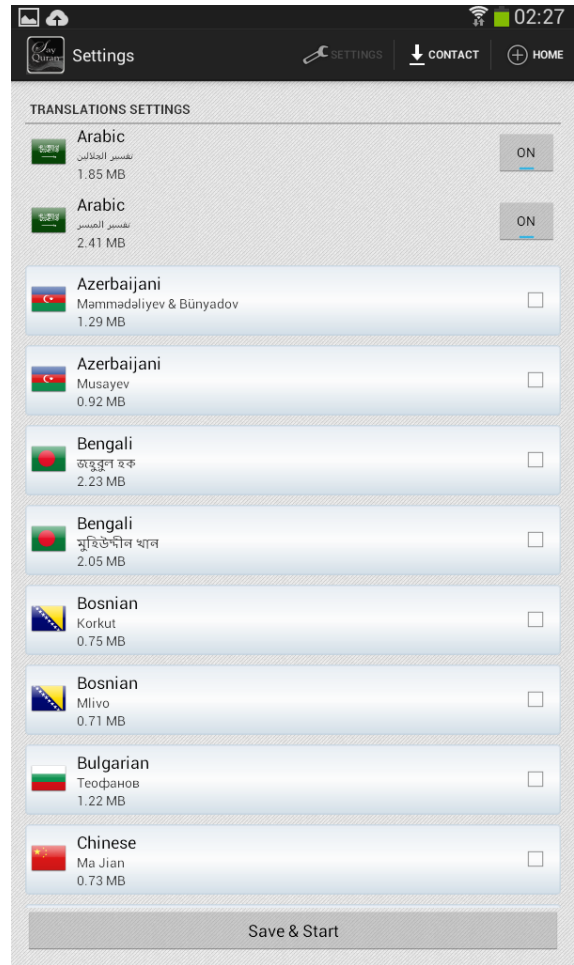 02:27
Say
Quran
Settings
SETTINGS
CONTACT
HOME
TRANSLATIONS SETTINGS
Arabic
تفسير الجلالين
1.85 MB
ON
Arabic
تفسير الميسر
2.41 MB
ON
Azerbaijani
Məmmədəliyev & Bünyadov
1.29 MB
Azerbaijani
Musayev
0.92 MB
Bengali
জহুরুল হক
2.23 MB
Bengali
মুহিউদ্দীন খান
2.05 MB
Bosnian
Korkut
0.75 MB
Bosnian
Mlivo
0.71 MB
Bulgarian
Теофанов
1.22 MB
Chinese
Ma Jian
0.73 MB
Save & Start